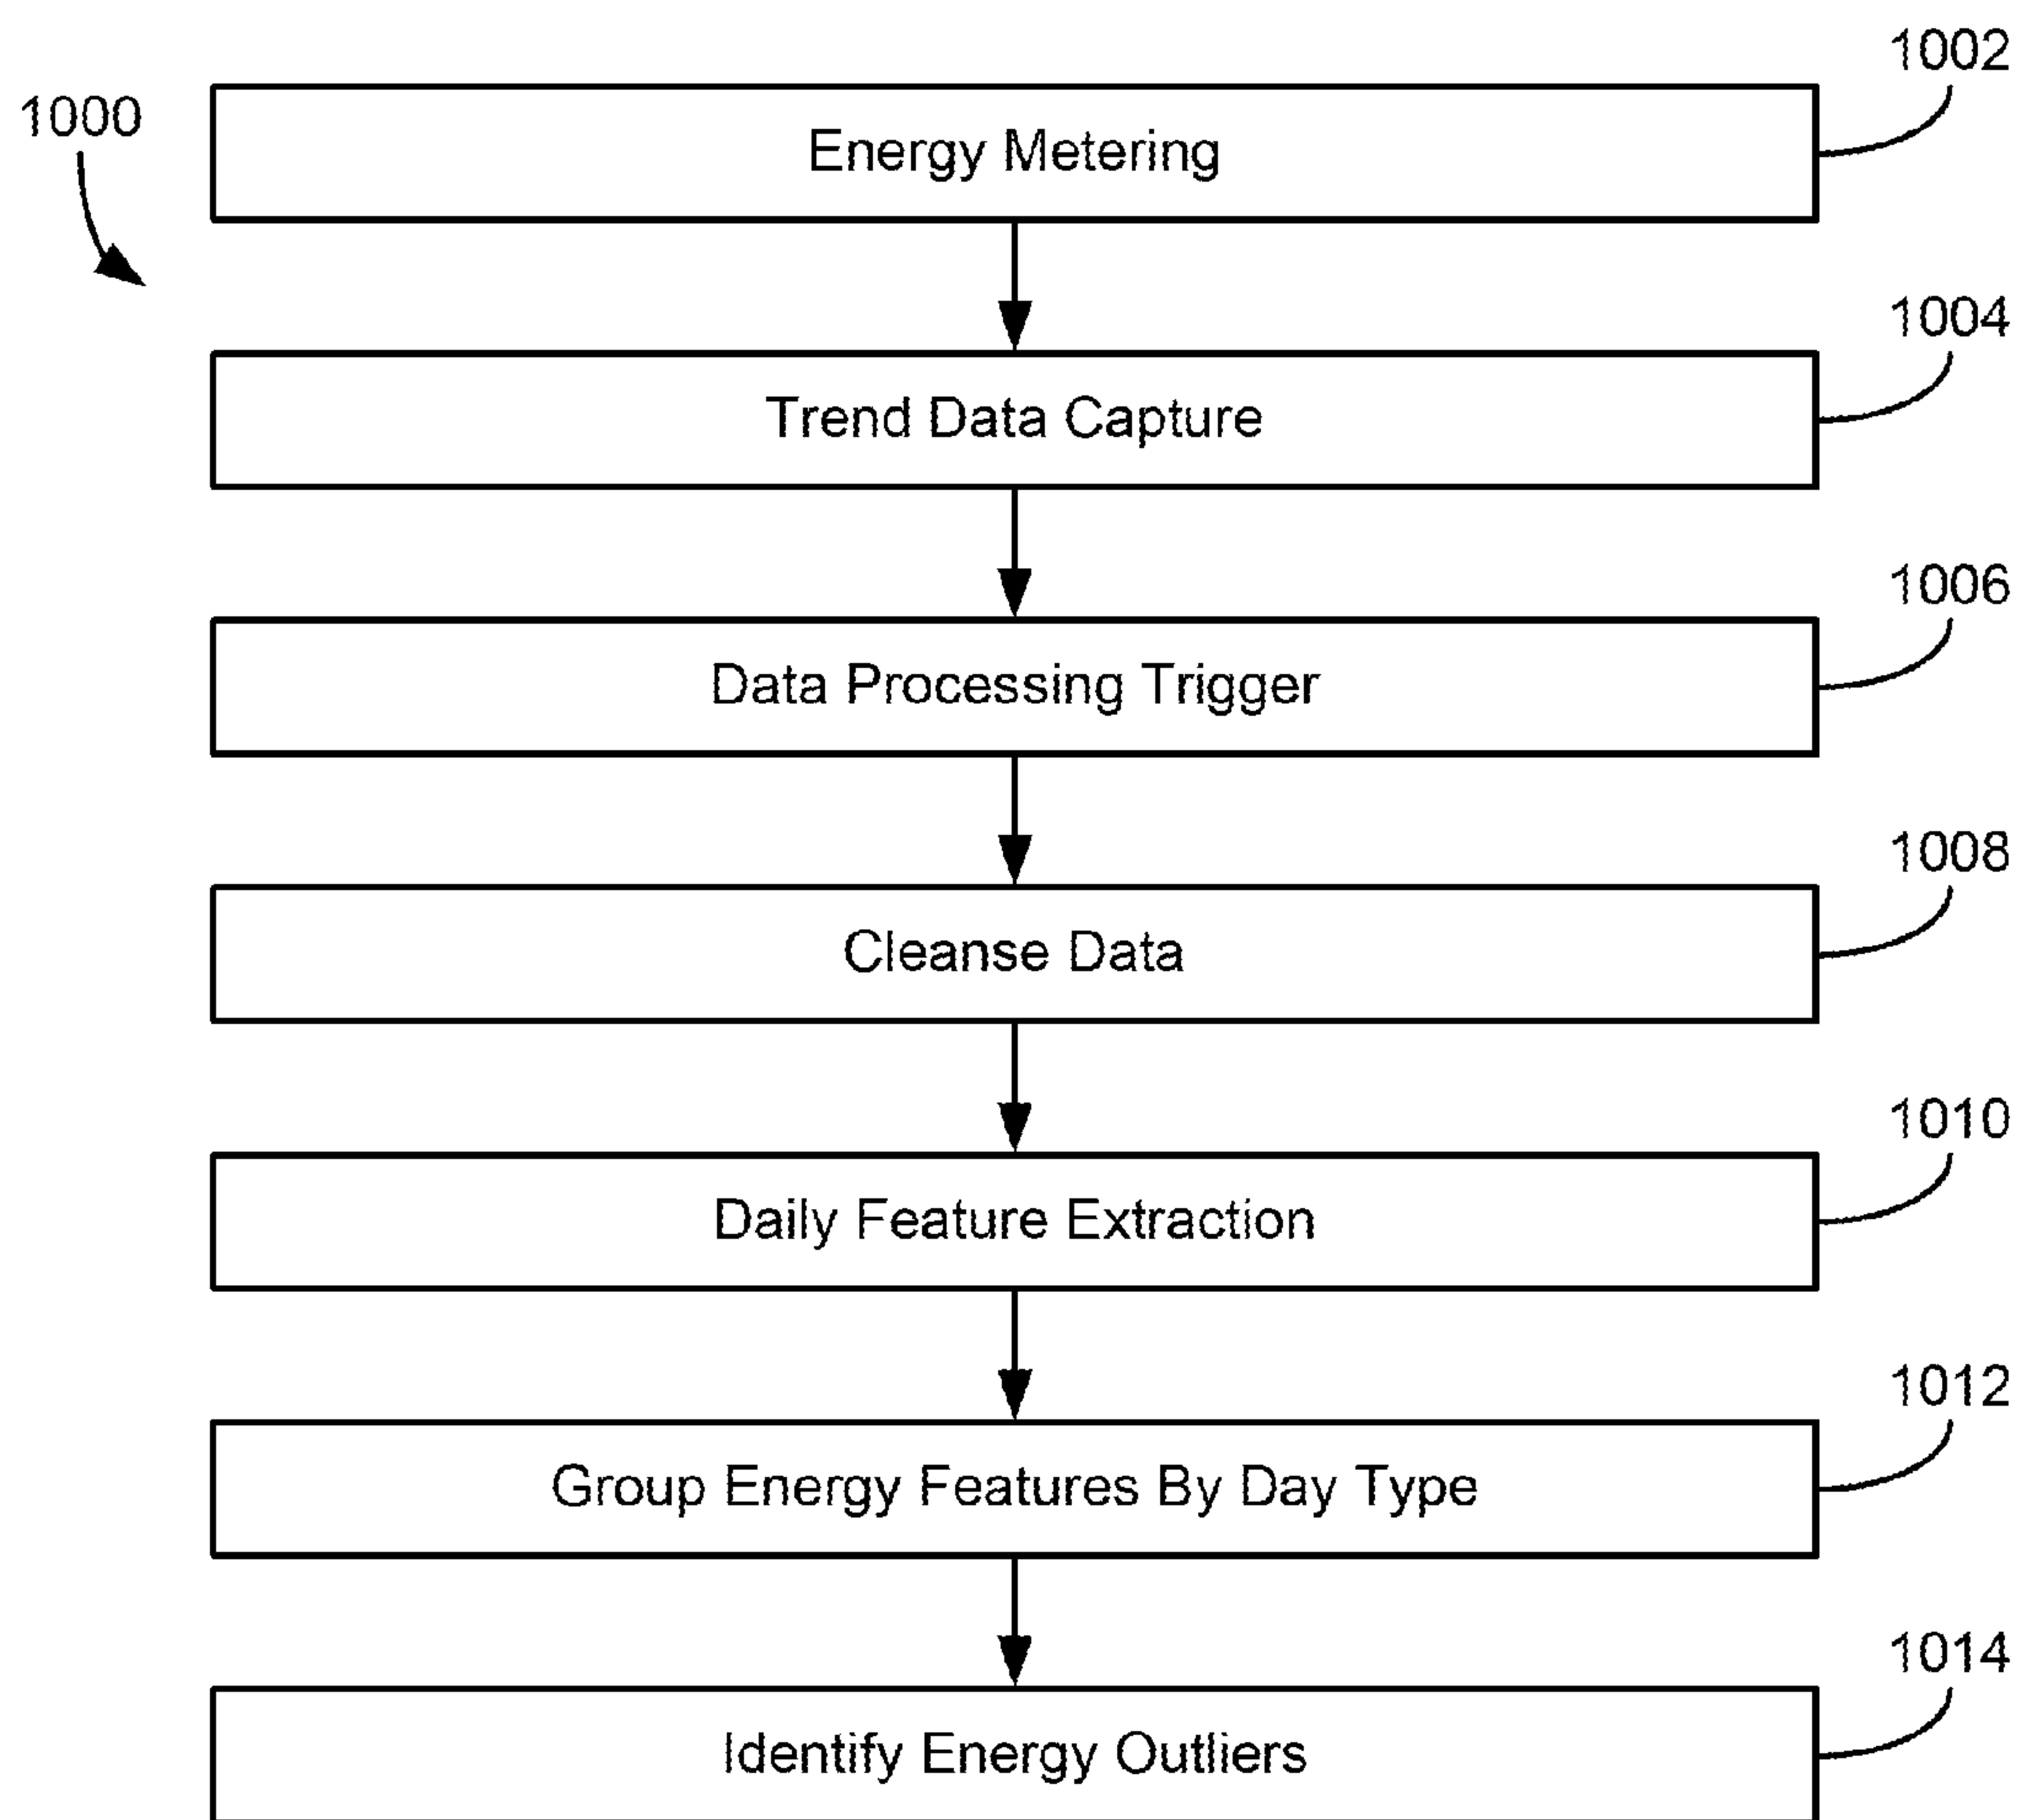 1002
1000
Energy Metering
1004
Trend Data Capture
1006
Data Processing Trigger
1008
Cleanse Data
1010
Daily Feature Extraction
1012
Group Energy Features By Day Type
1014
Identify Energy Outliers